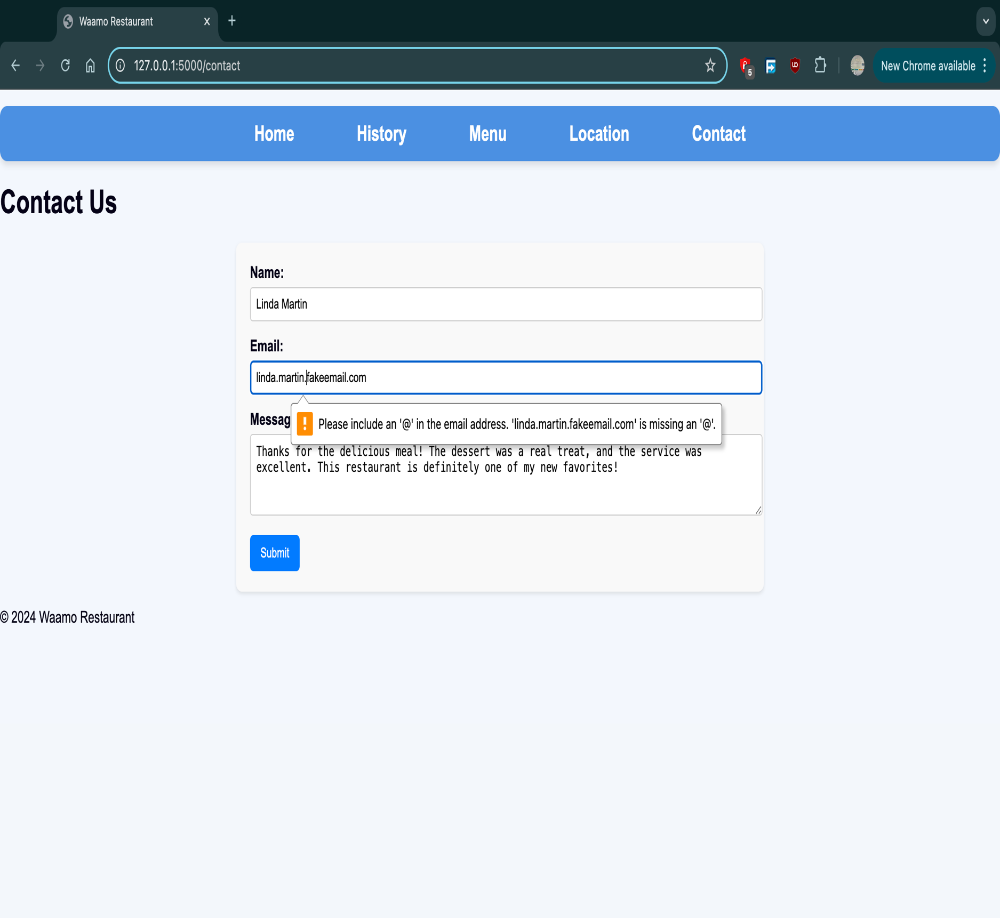 Waamo Restaurant
127.0.0.1:5000/contact
5
New Chrome available
Home History Menu Location Contact
Contact Us
Name:
Linda Martin
Email:
linda.martin.fakeemail.com
Messag
Please include an '@' in the email address. 'linda.martin.fakeemail.com' is missing an '@'.
Thanks for the delicious meal! The dessert was a real treat, and the service was
excellent. This restaurant is definitely one of my new favorites!
Submit
© 2024 Waamo Restaurant